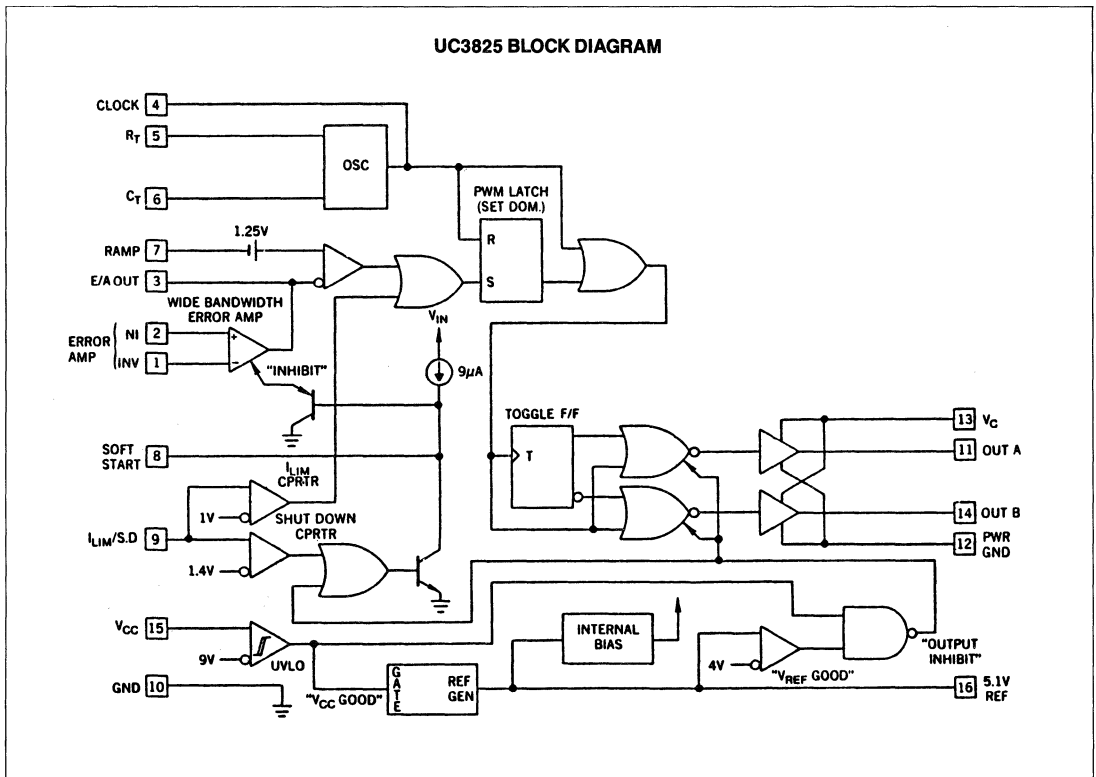 UC3825 BLOCK DIAGRAM
CLOCK 4
RT 5
CT 6
OSC
PWM LATCH
(SET DOM.)
R
S
1.25V
RAMP 7
E/A OUT 3
WIDE BANDWIDTH
ERROR AMP
ERROR
AMP
NI 2
INV 1
+
−
"INHIBIT"
VIN
9μA
SOFT
START 8
ILIM
CPRTR
1V
SHUT DOWN
CPRTR
ILIM/S.D 9
1.4V
TOGGLE F/F
T
13 VC
11 OUT A
14 OUT B
12 PWR
GND
VCC 15
9V
UVLO
GND 10
"VCC GOOD"
GATE
REF
GEN
INTERNAL
BIAS
4V
"VREF GOOD"
"OUTPUT
INHIBIT"
16 5.1V
REF